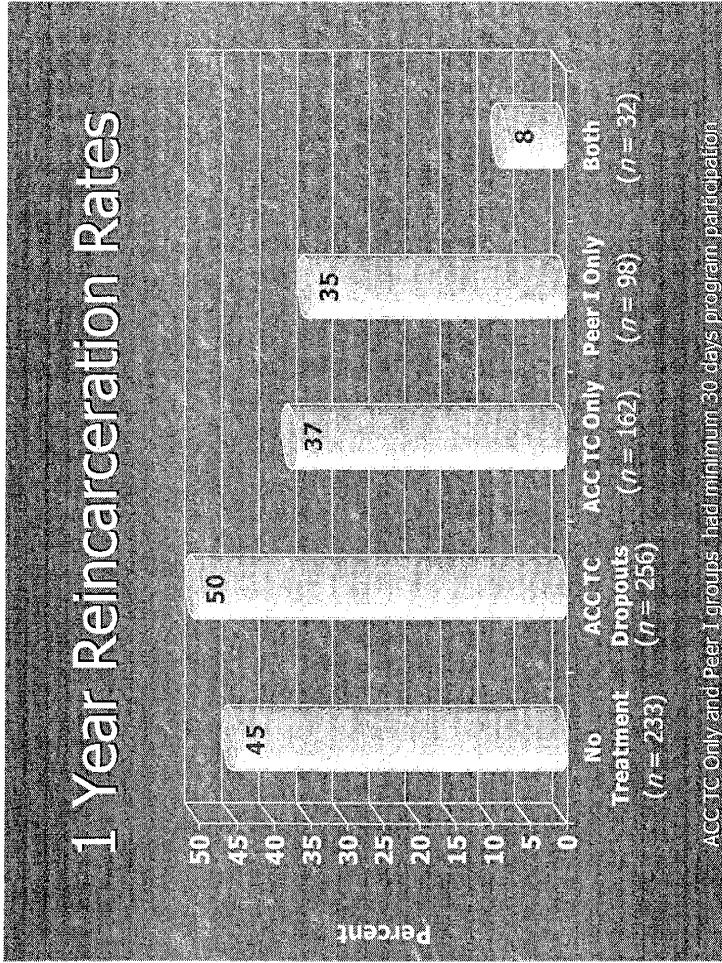 1 Year Reincarceration Rates
Percent
50
45
40
35
30
25
20
15
10
5
0
45
50
37
35
8
No
Treatment
(n = 233)
ACC TC
Dropouts
(n = 256)
ACC TC Only
(n = 162)
Peer I Only
(n = 98)
Both
(n = 32)
ACC TC Only and Peer I groups had minimum 30 days program participation